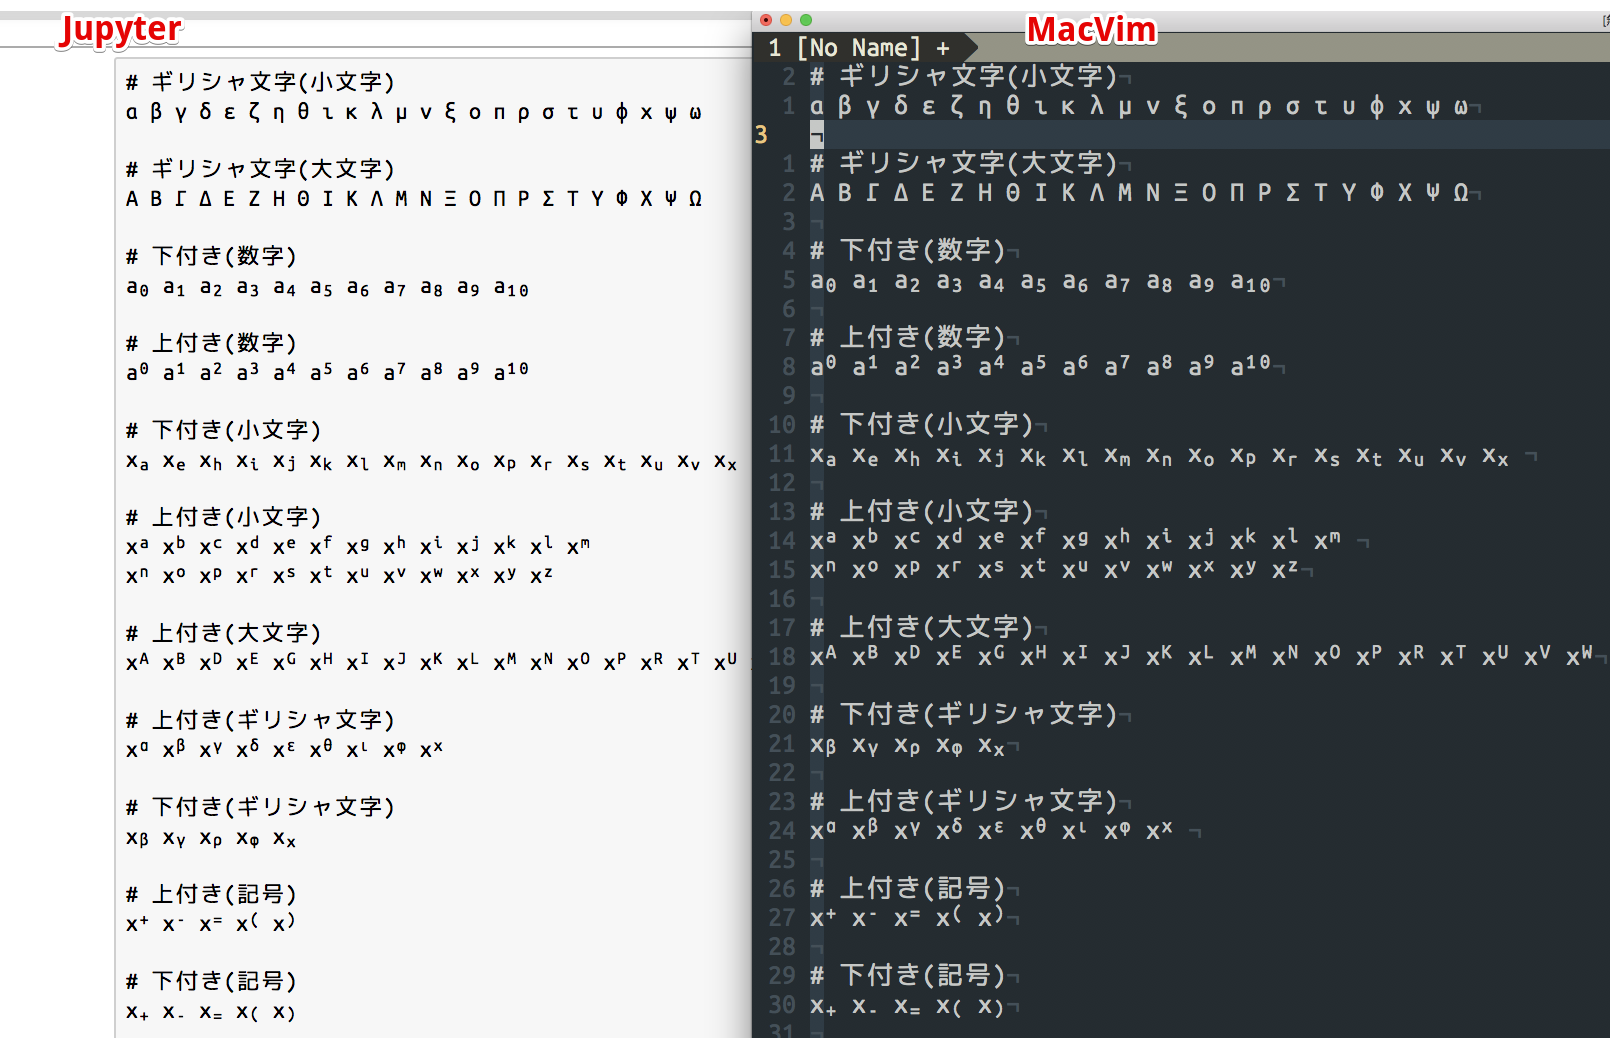 Jupyter
# ギリシャ文字(小文字)
α β γ δ ε ζ η θ ι κ λ μ ν ξ ο π ρ σ τ υ ϕ χ ψ ω
# ギリシャ文字(大文字)
Α Β Γ Δ Ε Ζ Η Θ Ι Κ Λ Μ Ν Ξ Ο Π Ρ Σ Τ Υ Φ Χ Ψ Ω
# 下付き(数字)
a₀ a₁ a₂ a₃ a₄ a₅ a₆ a₇ a₈ a₉ a₁₀
# 上付き(数字)
a⁰ a¹ a² a³ a⁴ a⁵ a⁶ a⁷ a⁸ a⁹ a¹⁰
# 下付き(小文字)
xₐ xₑ xₕ xᵢ xⱼ xₖ xₗ xₘ xₙ xₒ xₚ xᵣ xₛ xₜ xᵤ xᵥ xₓ
# 上付き(小文字)
xᵃ xᵇ xᶜ xᵈ xᵉ xᶠ xᵍ xʰ xⁱ xʲ xᵏ xˡ xᵐ
xⁿ xᵒ xᵖ xʳ xˢ xᵗ xᵘ xᵛ xʷ xˣ xʸ xᶻ
# 上付き(大文字)
xᴬ xᴮ xᴰ xᴱ xᴳ xᴴ xᴵ xᴶ xᴷ xᴸ xᴹ xᴺ xᴼ xᴾ xᴿ xᵀ xᵁ
# 上付き(ギリシャ文字)
xᵅ xᵝ xᵞ xᵟ xᵋ xᶿ xᶥ xᵠ xᵡ
# 下付き(ギリシャ文字)
xᵦ xᵧ xᵨ xᵩ xᵪ
# 上付き(記号)
x⁺ x⁻ x⁼ x⁽ x⁾
# 下付き(記号)
x₊ x₋ x₌ x₍ x₎
MacVim
1 [No Name] +
2 # ギリシャ文字(小文字)¬
1 α β γ δ ε ζ η θ ι κ λ μ ν ξ ο π ρ σ τ υ ϕ χ ψ ω¬
3 ¬
1 # ギリシャ文字(大文字)¬
2 Α Β Γ Δ Ε Ζ Η Θ Ι Κ Λ Μ Ν Ξ Ο Π Ρ Σ Τ Υ Φ Χ Ψ Ω¬
3 ¬
4 # 下付き(数字)¬
5 a₀ a₁ a₂ a₃ a₄ a₅ a₆ a₇ a₈ a₉ a₁₀¬
6 ¬
7 # 上付き(数字)¬
8 a⁰ a¹ a² a³ a⁴ a⁵ a⁶ a⁷ a⁸ a⁹ a¹⁰¬
9 ¬
10 # 下付き(小文字)¬
11 xₐ xₑ xₕ xᵢ xⱼ xₖ xₗ xₘ xₙ xₒ xₚ xᵣ xₛ xₜ xᵤ xᵥ xₓ ¬
12 ¬
13 # 上付き(小文字)¬
14 xᵃ xᵇ xᶜ xᵈ xᵉ xᶠ xᵍ xʰ xⁱ xʲ xᵏ xˡ xᵐ ¬
15 xⁿ xᵒ xᵖ xʳ xˢ xᵗ xᵘ xᵛ xʷ xˣ xʸ xᶻ¬
16 ¬
17 # 上付き(大文字)¬
18 xᴬ xᴮ xᴰ xᴱ xᴳ xᴴ xᴵ xᴶ xᴷ xᴸ xᴹ xᴺ xᴼ xᴾ xᴿ xᵀ xᵁ xⱽ xᵂ¬
19 ¬
20 # 下付き(ギリシャ文字)¬
21 xᵦ xᵧ xᵨ xᵩ xᵪ¬
22 ¬
23 # 上付き(ギリシャ文字)¬
24 xᵅ xᵝ xᵞ xᵟ xᵋ xᶿ xᶥ xᵠ xᵡ ¬
25 ¬
26 # 上付き(記号)¬
27 x⁺ x⁻ x⁼ x⁽ x⁾¬
28 ¬
29 # 下付き(記号)¬
30 x₊ x₋ x₌ x₍ x₎¬
31 ¬